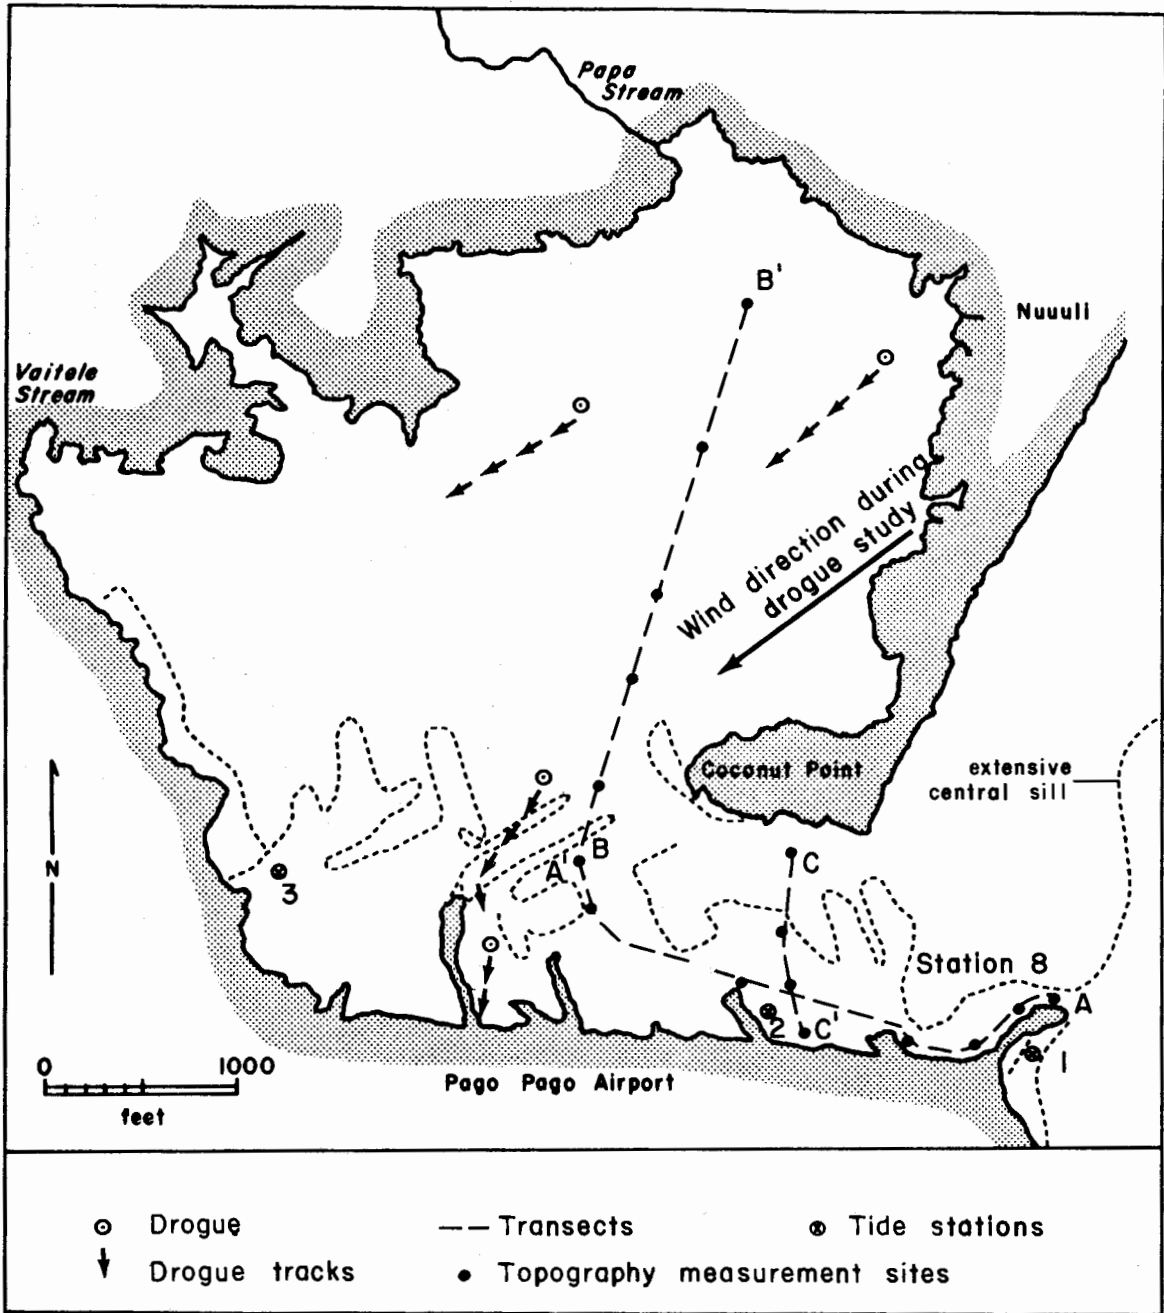 Papa
Stream
B'
Nuuuli
Vaitele
Stream
Wind direction during
drogue study
Coconut Point
extensive
central sill
N
B
A'
C
3
Station 8
A
2
C'
1
0 1000
feet
Pago Pago Airport
Drogue
Transects
Tide stations
Drogue tracks
Topography measurement sites